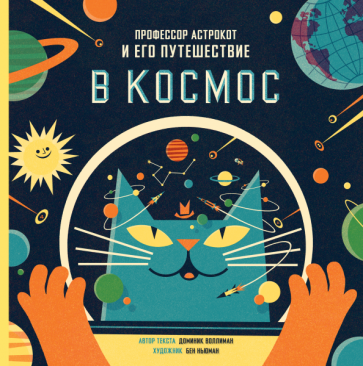 ПРОФЕССОР АСТРОКОТ
И ЕГО ПУТЕШЕСТВИЕ
В КОСМОС
АВТОР ТЕКСТА ДОМИНИК ВОЛЛИМАН
ХУДОЖНИК БЕН НЬЮМАН